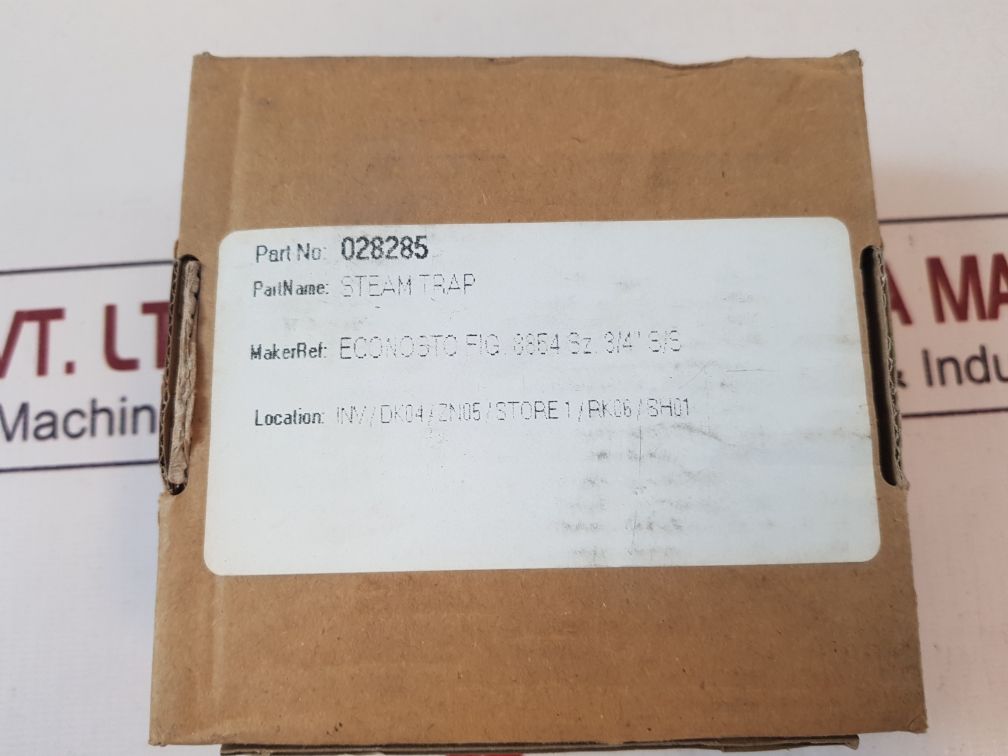 Part No: 028285
PartName: STEAM TRAP
MakerRef: ECONOSTO FIG. Sz. 3/4" S/S
Location: INV / DK04 / ZN05 / STORE 1 / RK06 / SH01
VT. LT
Machin
A MA
& Indu